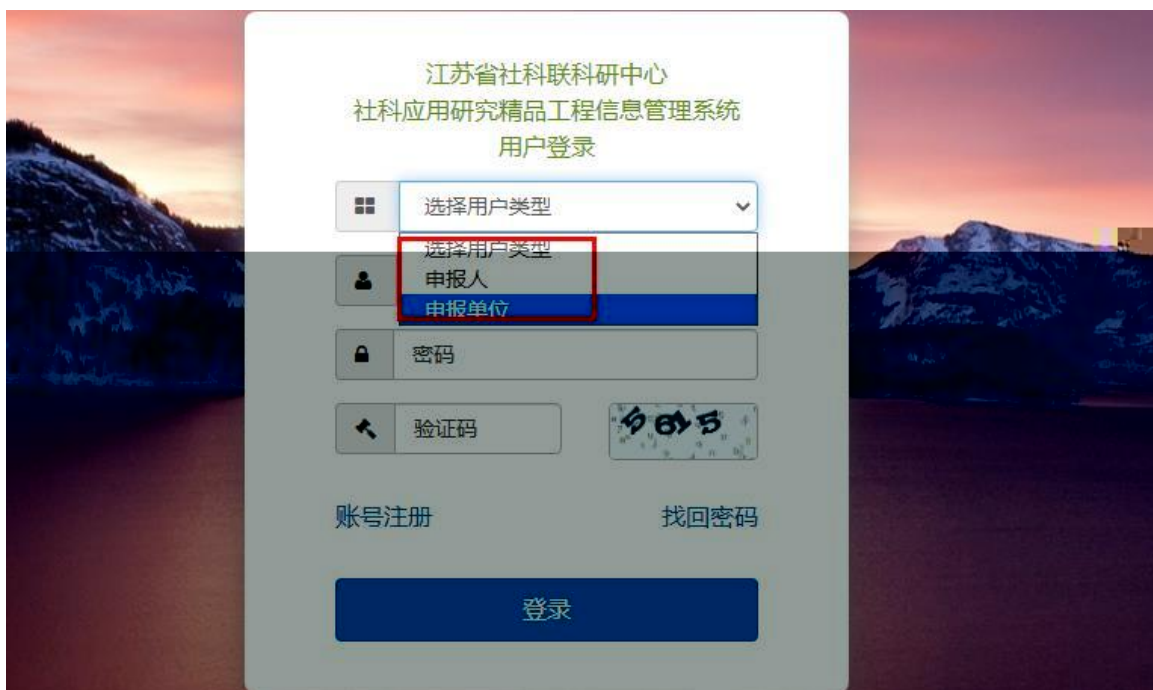 江苏省社科联科研中心
社科应用研究精品工程信息管理系统
用户登录
选择用户类型
选择用户类型
申报人
申报单位
密码
验证码
5615
账号注册
找回密码
登录